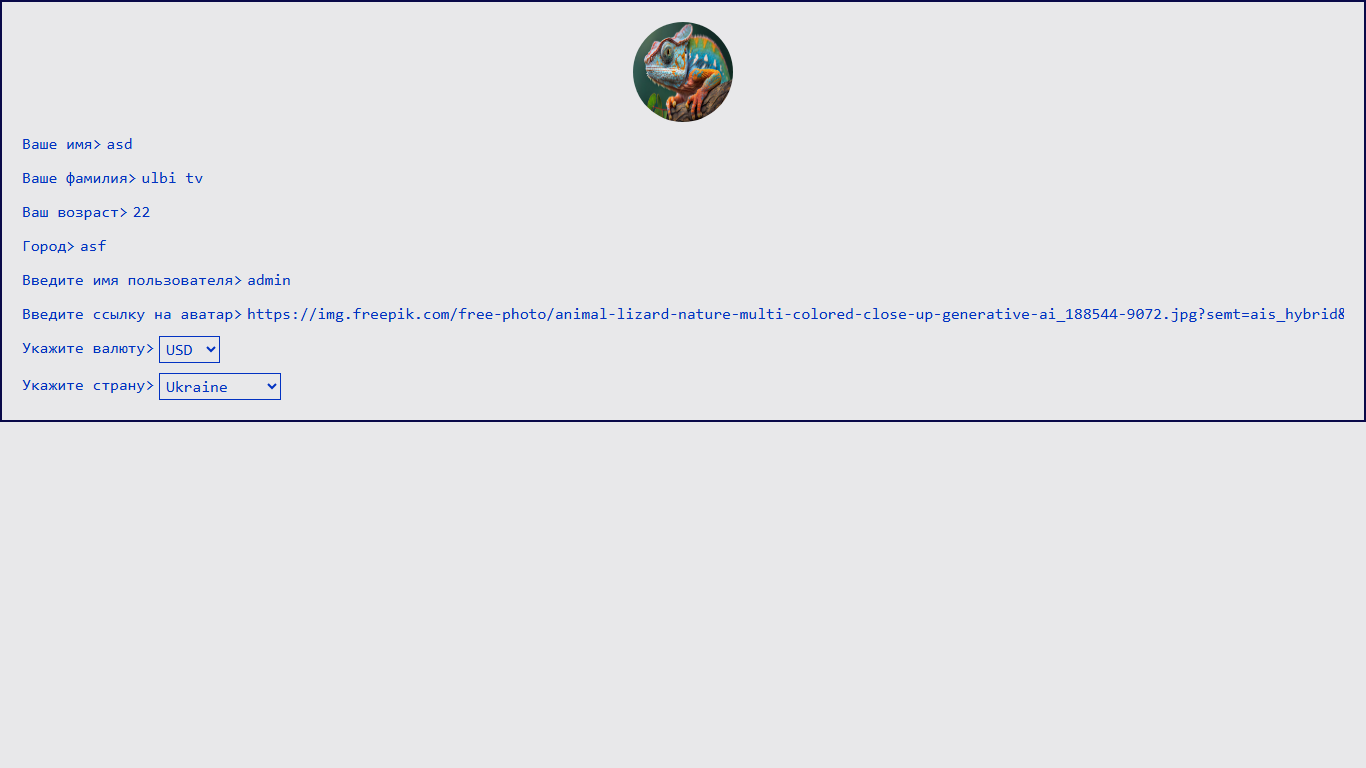 Ваше имя> asd
Ваше фамилия> ulbi tv
Ваш возраст> 22
Город> asf
Введите имя пользователя> admin
Введите ссылку на аватар> https://img.freepik.com/free-photo/animal-lizard-nature-multi-colored-close-up-generative-ai_188544-9072.jpg?semt=ais_hybrid&
Укажите валюту> USD
Укажите страну> Ukraine